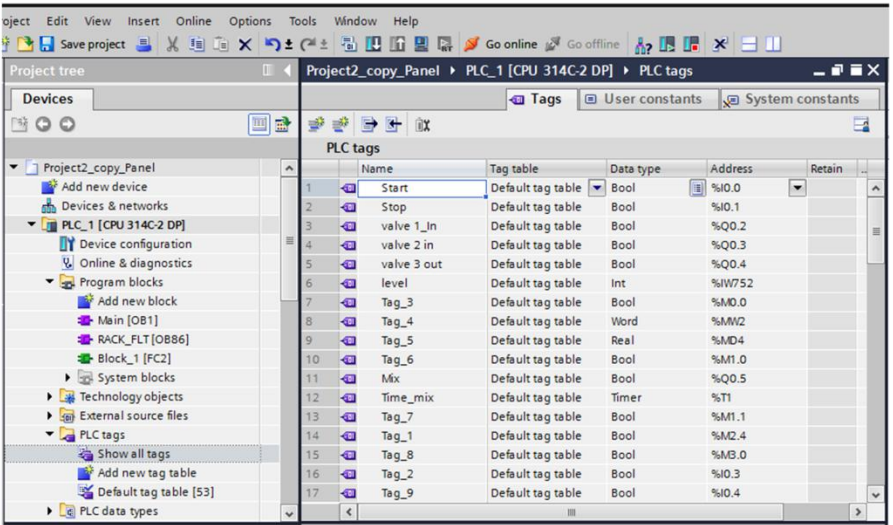 oject Edit View Insert Online Options Tools Window Help
Save project Go online Go offline
Project tree
Project2_copy_Panel PLC_1 [CPU 314C-2 DP] PLC tags
Devices
Tags User constants System constants
PLC tags
Name Tag table Data type Address Retain ...
1 Start Default tag table Bool %I0.0
2 Stop Default tag table Bool %I0.1
3 valve 1_In Default tag table Bool %Q0.2
4 valve 2 in Default tag table Bool %Q0.3
5 valve 3 out Default tag table Bool %Q0.4
6 level Default tag table Int %IW752
7 Tag_3 Default tag table Bool %M0.0
8 Tag_4 Default tag table Word %MW2
9 Tag_5 Default tag table Real %MD4
10 Tag_6 Default tag table Bool %M1.0
11 Mix Default tag table Bool %Q0.5
12 Time_mix Default tag table Timer %T1
13 Tag_7 Default tag table Bool %M1.1
14 Tag_1 Default tag table Bool %M2.4
15 Tag_8 Default tag table Bool %M3.0
16 Tag_2 Default tag table Bool %I0.3
17 Tag_9 Default tag table Bool %I0.4
Project2_copy_Panel
Add new device
Devices & networks
PLC_1 [CPU 314C-2 DP]
Device configuration
Online & diagnostics
Program blocks
Add new block
Main [OB1]
RACK_FLT [OB86]
Block_1 [FC2]
System blocks
Technology objects
External source files
PLC tags
Show all tags
Add new tag table
Default tag table [53]
PLC data types